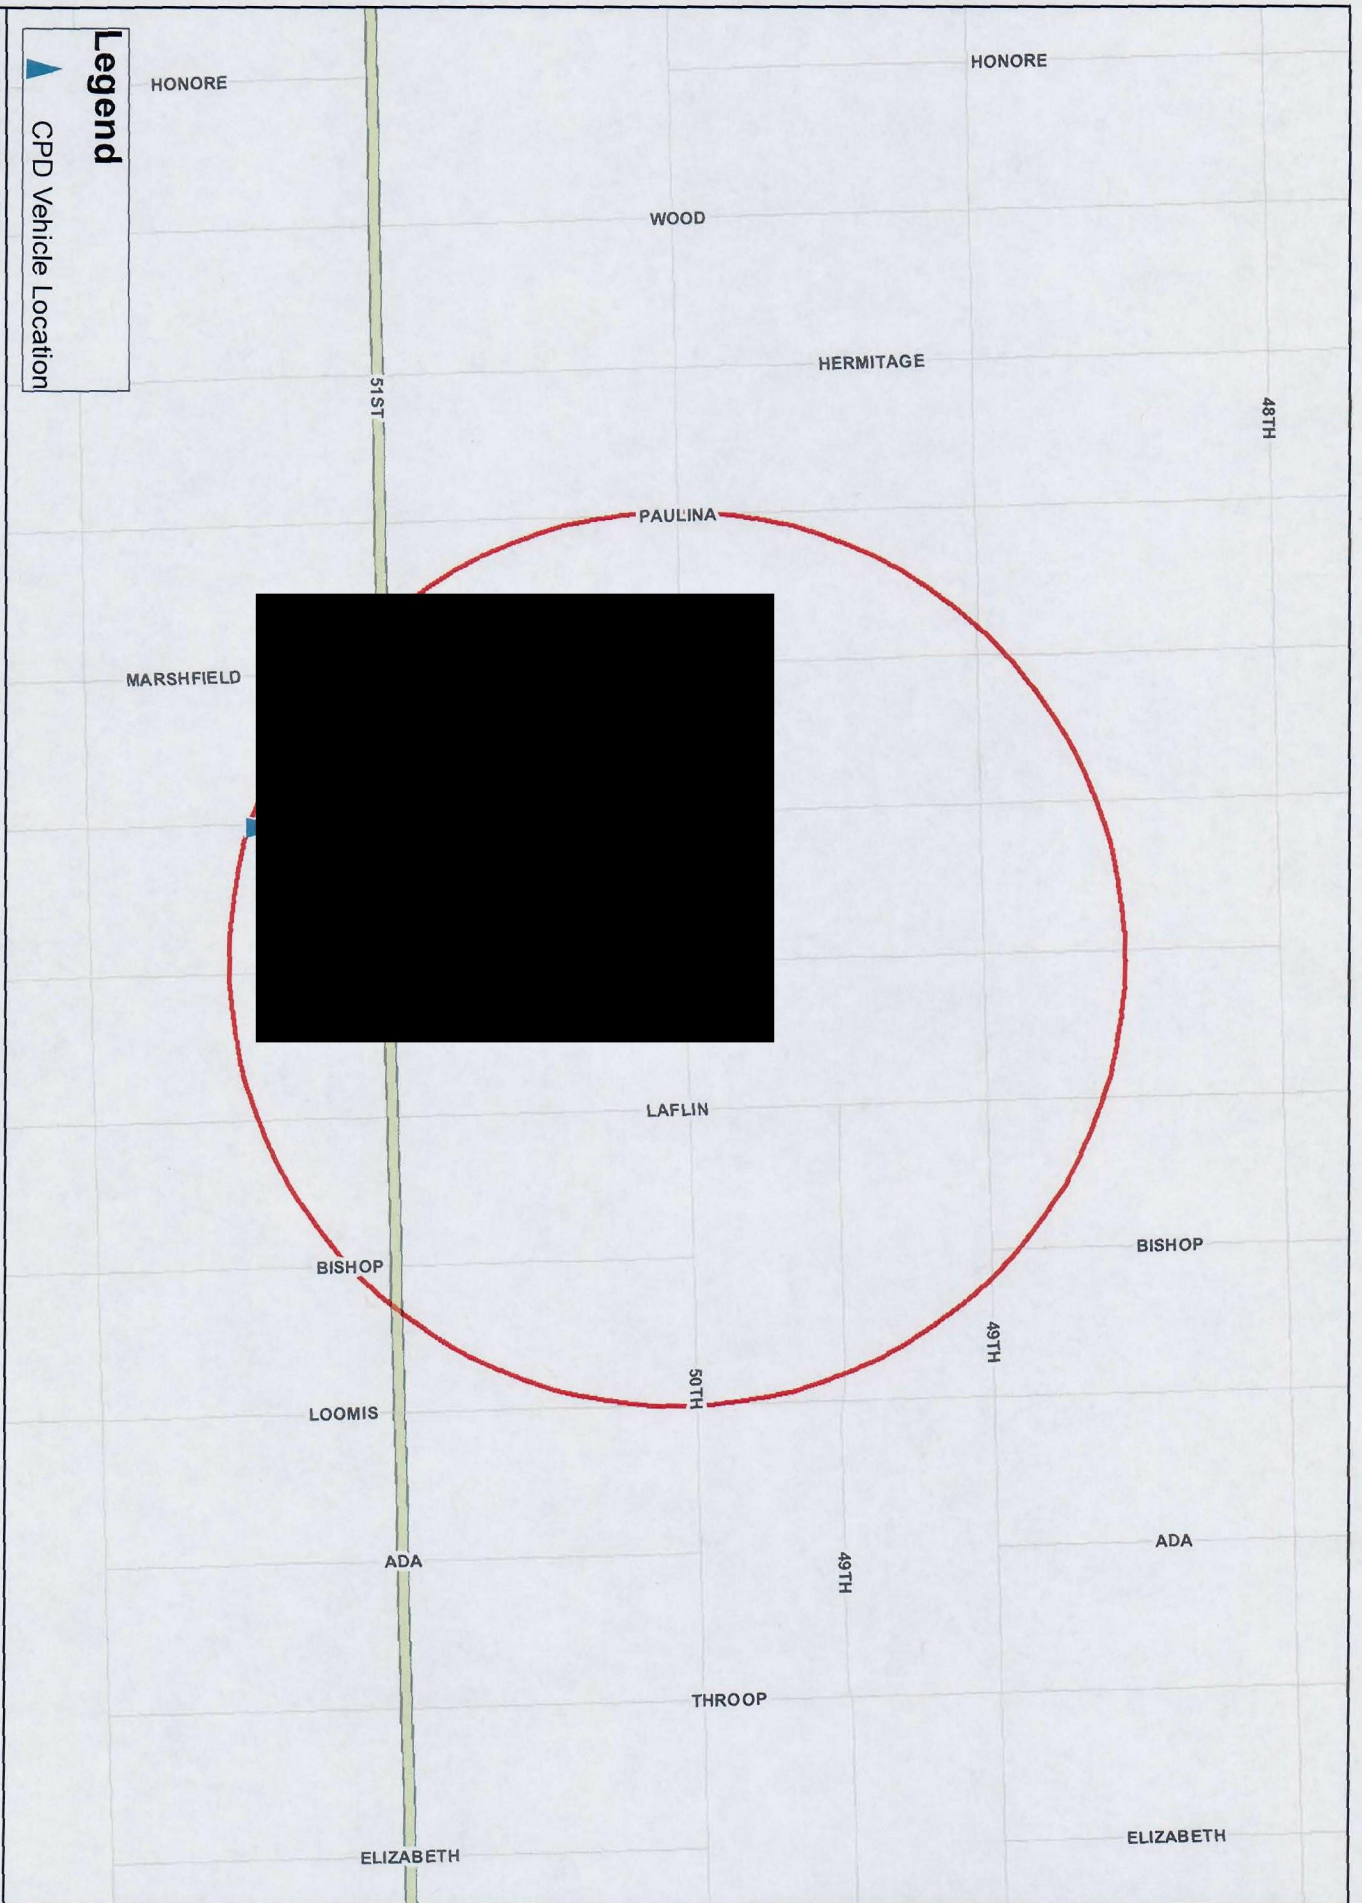 Legend
CPD Vehicle Location
HONORE
HONORE
WOOD
HERMITAGE
51ST
48TH
PAULINA
MARSHFIELD
LAFLIN
BISHOP
BISHOP
49TH
50TH
LOOMIS
ADA
ADA
49TH
THROOP
ELIZABETH
ELIZABETH